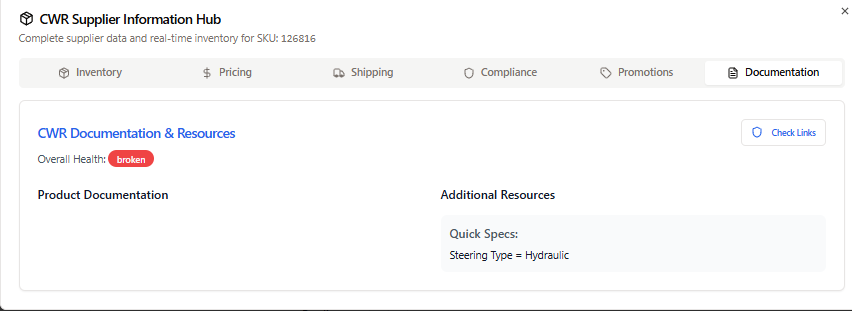 CWR Supplier Information Hub
Complete supplier data and real-time inventory for SKU: 126816
Inventory
Pricing
Shipping
Compliance
Promotions
Documentation
CWR Documentation & Resources
Check Links
Overall Health: broken
Product Documentation
Additional Resources
Quick Specs:
Steering Type = Hydraulic